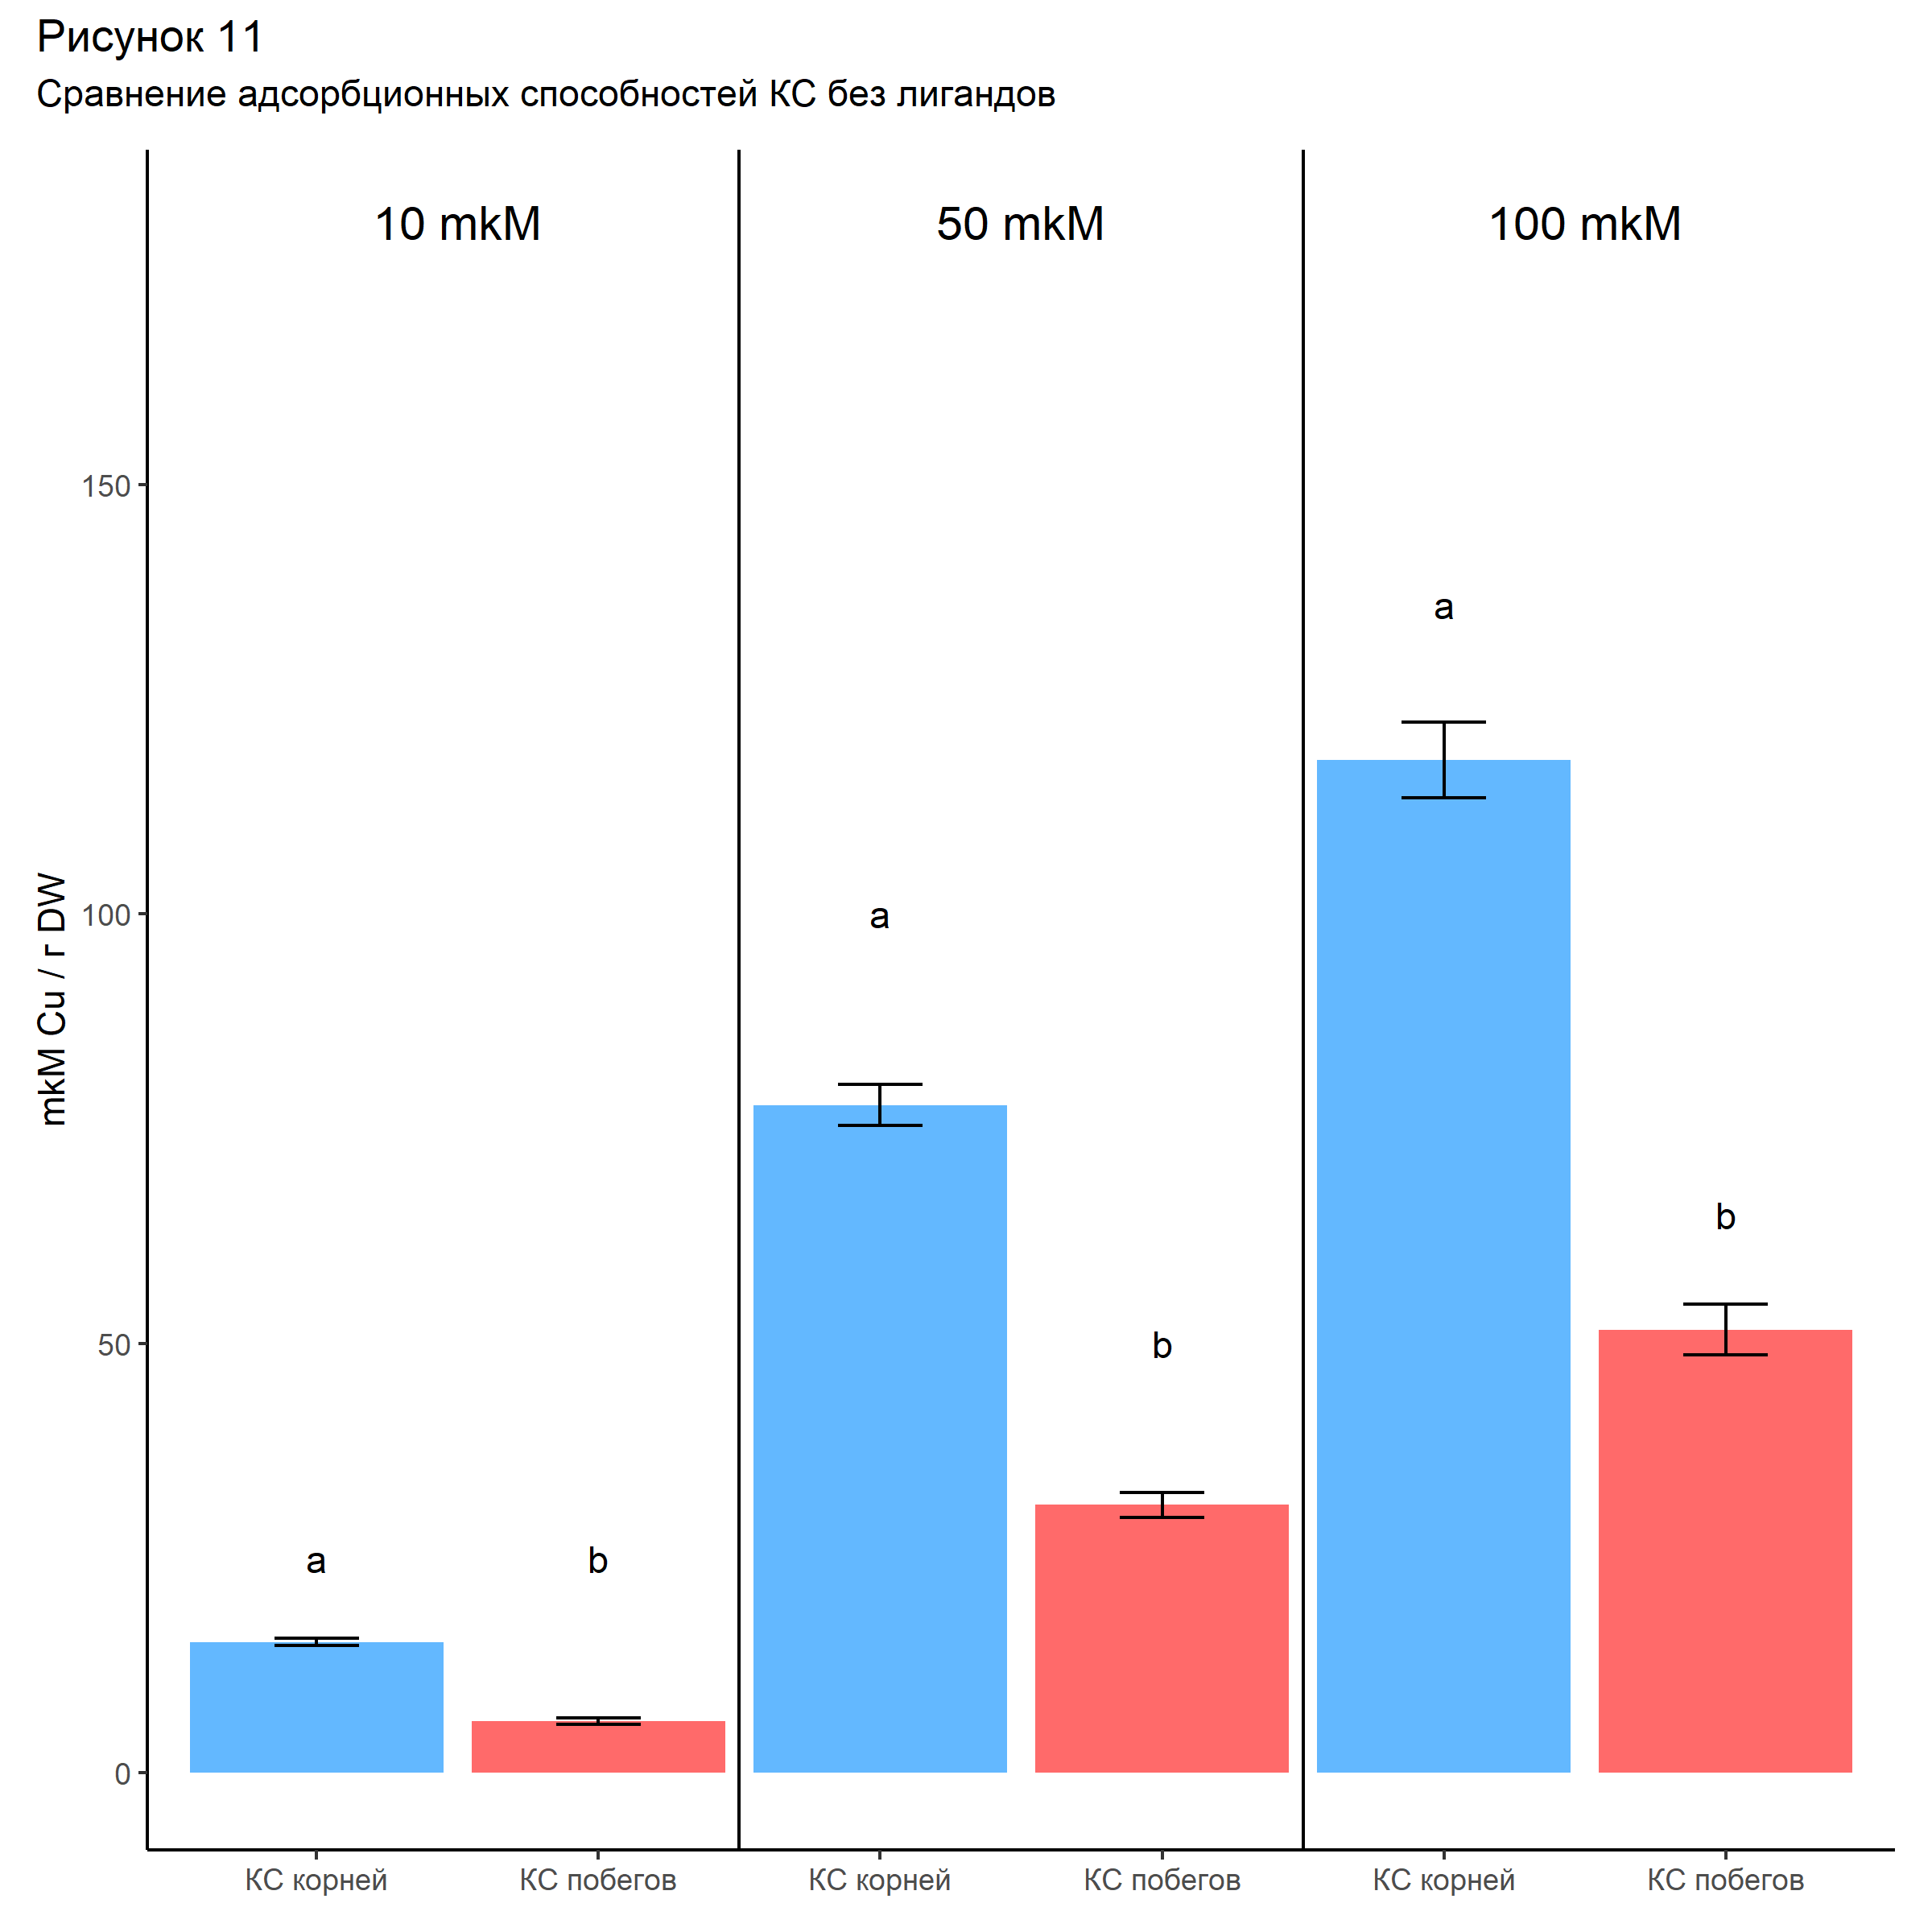 Рисунок 11
Сравнение адсорбционных способностей КС без лигандов
10 mkM
50 mkM
100 mkM
mkM Cu / г DW
150
100
50
0
a
b
a
b
a
b
КС корней
КС побегов
КС корней
КС побегов
КС корней
КС побегов